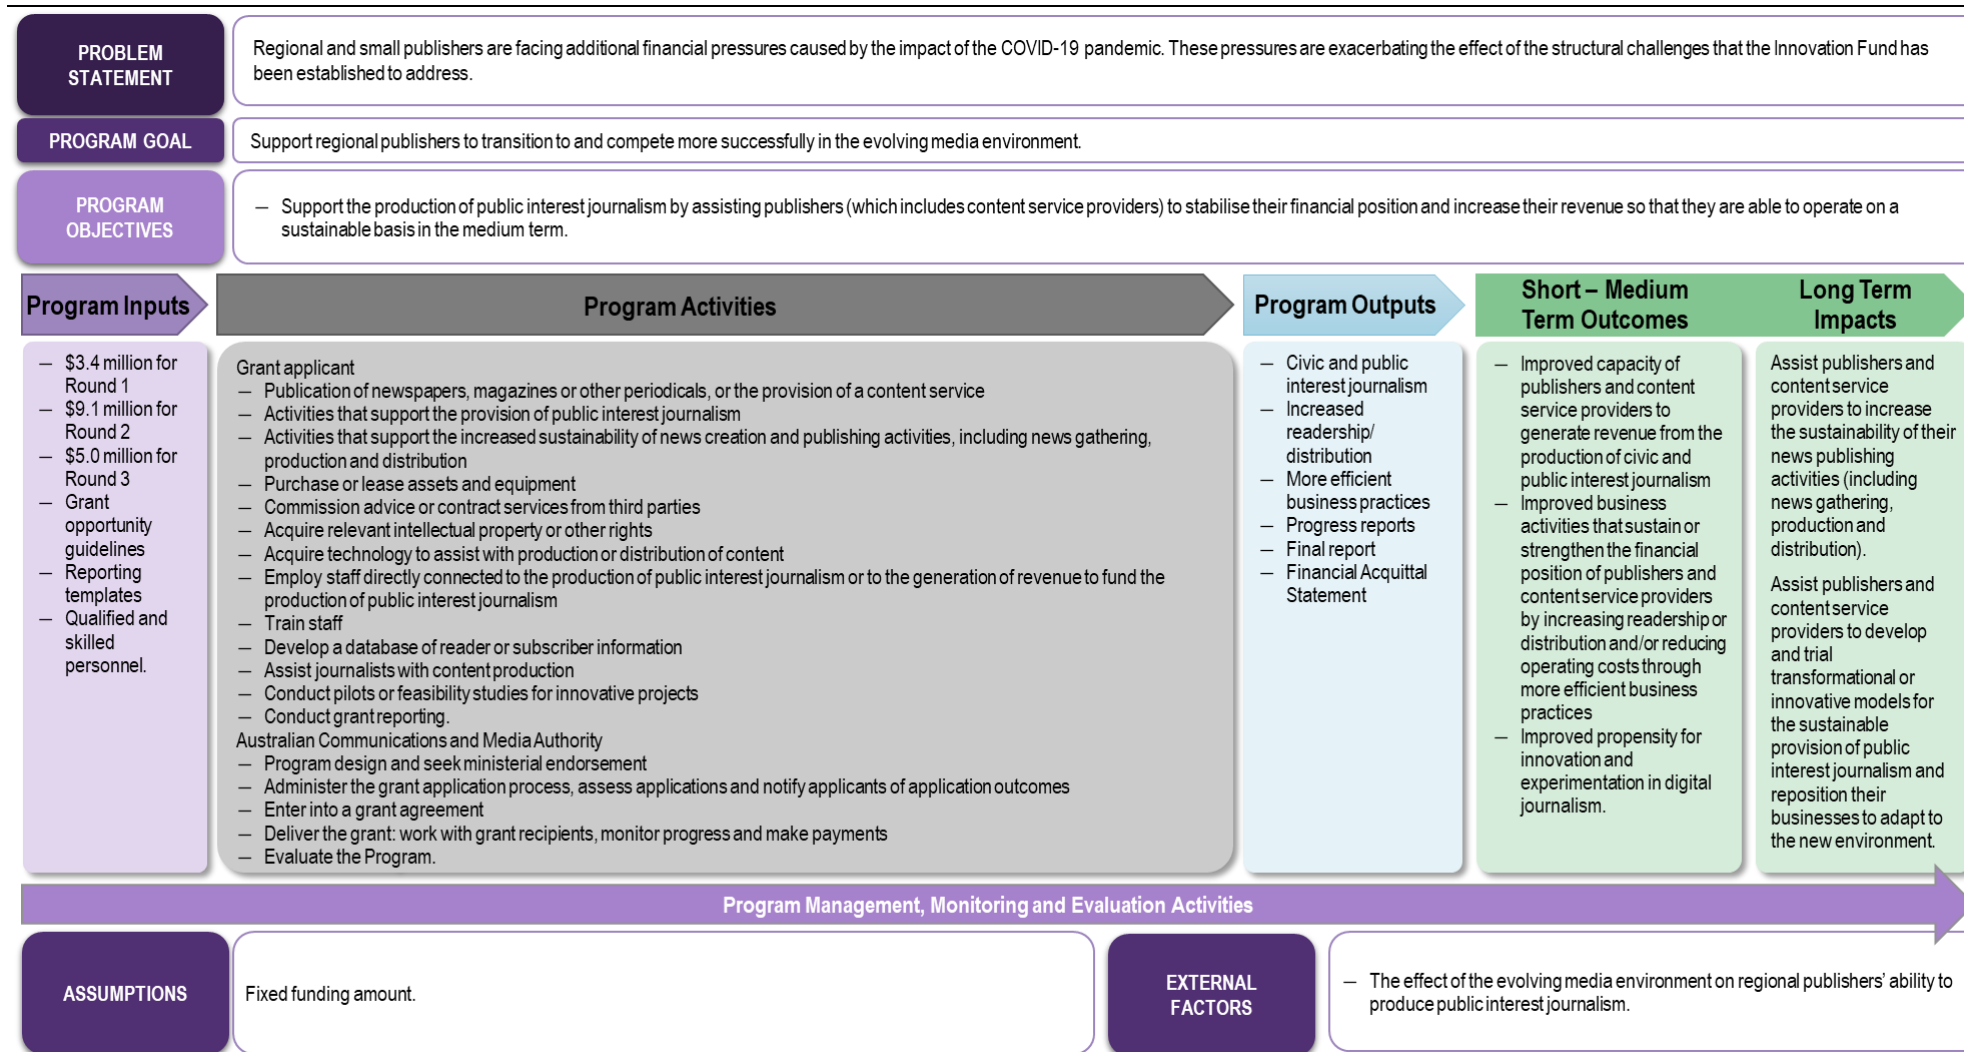 PROBLEM
STATEMENT
Regional and small publishers are facing additional financial pressures caused by the impact of the COVID-19 pandemic. These pressures are exacerbating the effect of the structural challenges that the Innovation Fund has
been established to address.
PROGRAM GOAL
Support regional publishers to transition to and compete more successfully in the evolving media environment.
PROGRAM
OBJECTIVES
— Support the production of public interest journalism by assisting publishers (which includes content service providers) to stabilise their financial position and increase their revenue so that they are able to operate on a
sustainable basis in the medium term.
Program Inputs
— $3.4 million for
Round 1
— $9.1 million for
Round 2
— $5.0 million for
Round 3
— Grant
opportunity
guidelines
— Reporting
templates
— Qualified and
skilled
personnel.
Program Activities
Grant applicant
— Publication of newspapers, magazines or other periodicals, or the provision of a content service
— Activities that support the provision of public interest journalism
— Activities that support the increased sustainability of news creation and publishing activities, including news gathering,
production and distribution
— Purchase or lease assets and equipment
— Commission advice or contract services from third parties
— Acquire relevant intellectual property or other rights
— Acquire technology to assist with production or distribution of content
— Employ staff directly connected to the production of public interest journalism or to the generation of revenue to fund the
production of public interest journalism
— Train staff
— Develop a database of reader or subscriber information
— Assist journalists with content production
— Conduct pilots or feasibility studies for innovative projects
— Conduct grant reporting.
Australian Communications and Media Authority
— Program design and seek ministerial endorsement
— Administer the grant application process, assess applications and notify applicants of application outcomes
— Enter into a grant agreement
— Deliver the grant: work with grant recipients, monitor progress and make payments
— Evaluate the Program.
Program Outputs
— Civic and public
interest journalism
— Increased
readership/
distribution
— More efficient
business practices
— Progress reports
— Final report
— Financial Acquittal
Statement
Short – Medium
Term Outcomes
— Improved capacity of
publishers and content
service providers to
generate revenue from the
production of civic and
public interest journalism
— Improved business
activities that sustain or
strengthen the financial
position of publishers and
content service providers
by increasing readership or
distribution and/or reducing
operating costs through
more efficient business
practices
— Improved propensity for
innovation and
experimentation in digital
journalism.
Long Term
Impacts
Assist publishers and
content service
providers to increase
the sustainability of their
news publishing
activities (including
news gathering,
production and
distribution).
Assist publishers and
content service
providers to develop
and trial
transformational or
innovative models for
the sustainable
provision of public
interest journalism and
reposition their
businesses to adapt to
the new environment.
Program Management, Monitoring and Evaluation Activities
ASSUMPTIONS
Fixed funding amount.
EXTERNAL
FACTORS
— The effect of the evolving media environment on regional publishers’ ability to
produce public interest journalism.